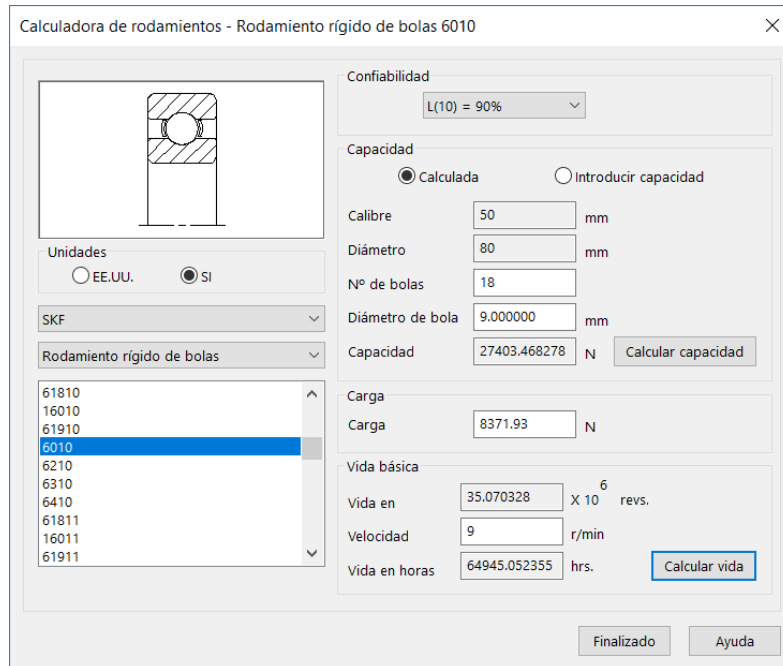 Calculadora de rodamientos - Rodamiento rígido de bolas 6010
Unidades
EE.UU.
SI
SKF
Rodamiento rígido de bolas
61810
16010
61910
6010
6210
6310
6410
61811
16011
61911
Confiabilidad
L(10) = 90%
Capacidad
Calculada
Introducir capacidad
Calibre 50 mm
Diámetro 80 mm
Nº de bolas 18
Diámetro de bola 9.000000 mm
Capacidad 27403.468278 N Calcular capacidad
Carga
Carga 8371.93 N
Vida básica
Vida en 35.070328 X 10 6 revs.
Velocidad 9 r/min
Vida en horas 64945.052355 hrs. Calcular vida
Finalizado Ayuda